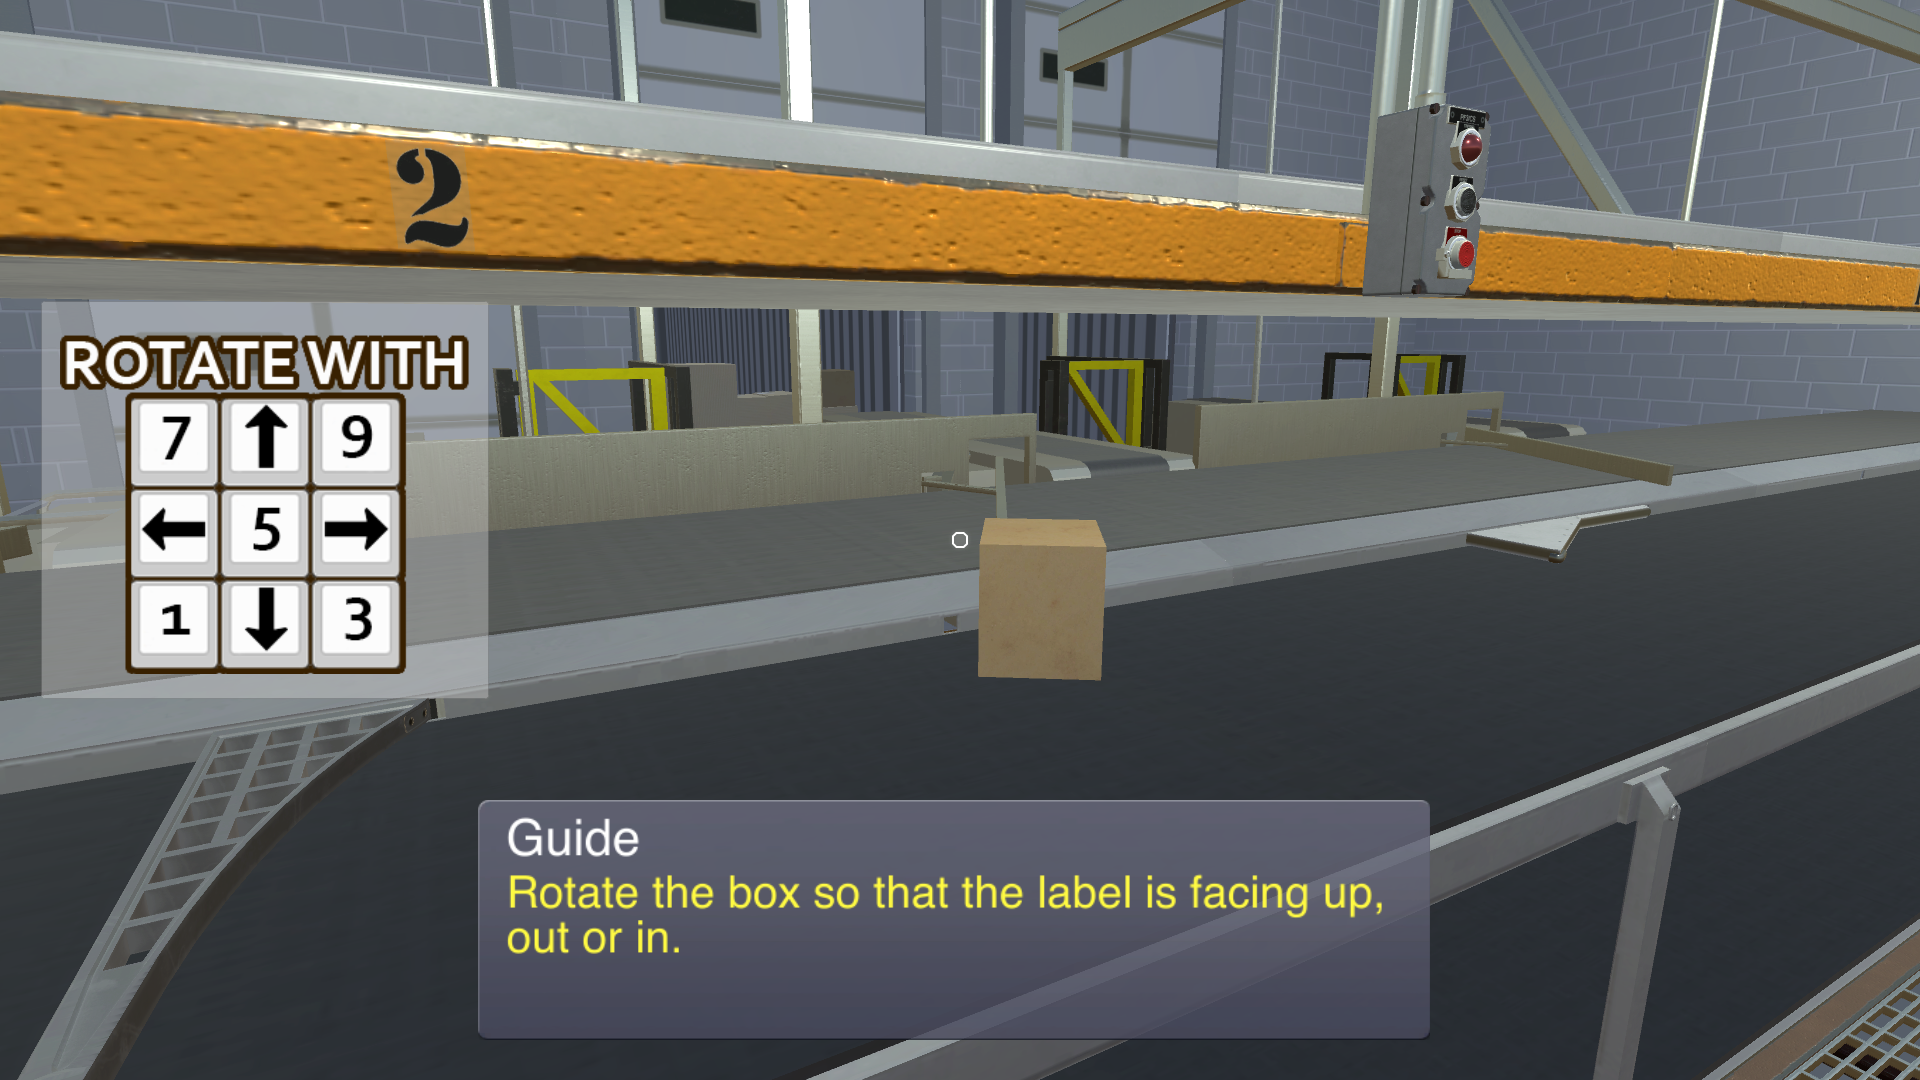 2
ROTATE WITH
7 ↑ 9
← 5 →
1 ↓ 3
Guide
Rotate the box so that the label is facing up,
out or in.